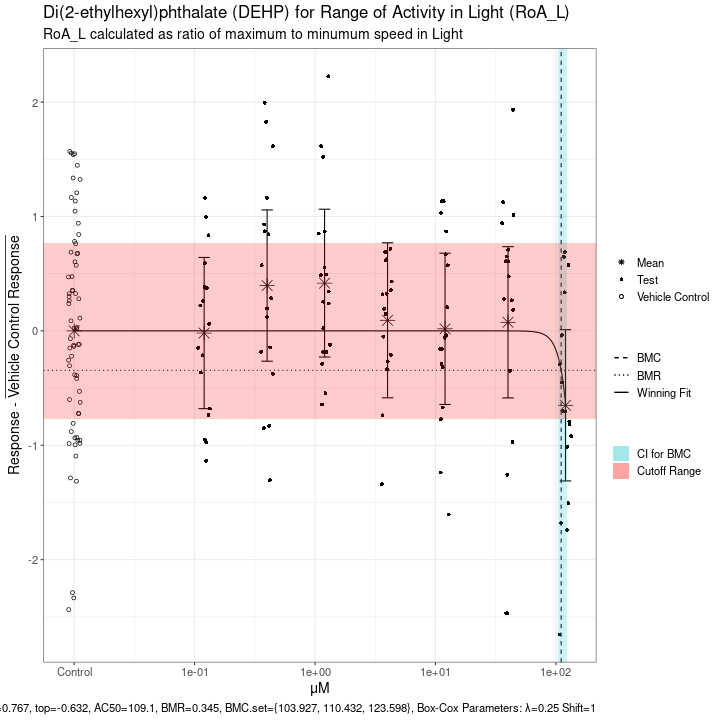 Di(2-ethylhexyl)phthalate (DEHP) for Range of Activity in Light (RoA_L)
RoA_L calculated as ratio of maximum to minumum speed in Light
Response - Vehicle Control Response
2
1
0
-1
-2
Control
1e-01
1e+00
1e+01
1e+02
μM
Mean
Test
Vehicle Control
BMC
BMR
Winning Fit
CI for BMC
Cutoff Range
=0.767, top=-0.632, AC50=109.1, BMR=0.345, BMC.set={103.927, 110.432, 123.598}, Box-Cox Parameters: λ=0.25 Shift=1